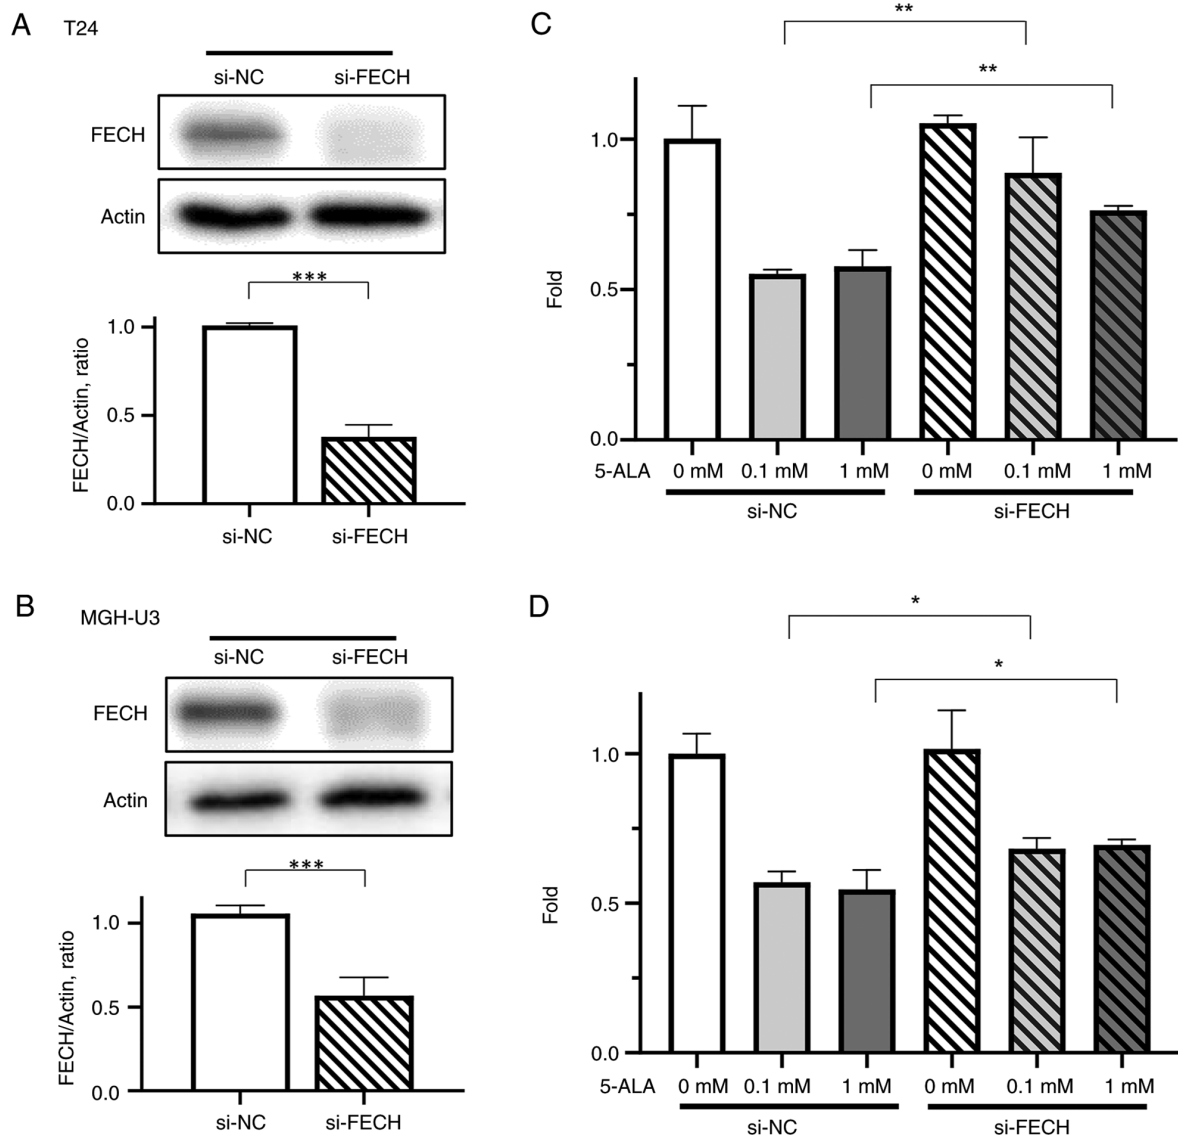 A T24
si-NC si-FECH
FECH
Actin
***
FECH/Actin, ratio
1.0
0.5
0.0
si-NC si-FECH
B MGH-U3
si-NC si-FECH
FECH
Actin
***
FECH/Actin, ratio
1.0
0.5
0.0
si-NC si-FECH
C
**
**
Fold
1.0
0.5
0.0
5-ALA 0 mM 0.1 mM 1 mM 0 mM 0.1 mM 1 mM
si-NC si-FECH
D
*
*
Fold
1.0
0.5
0.0
5-ALA 0 mM 0.1 mM 1 mM 0 mM 0.1 mM 1 mM
si-NC si-FECH